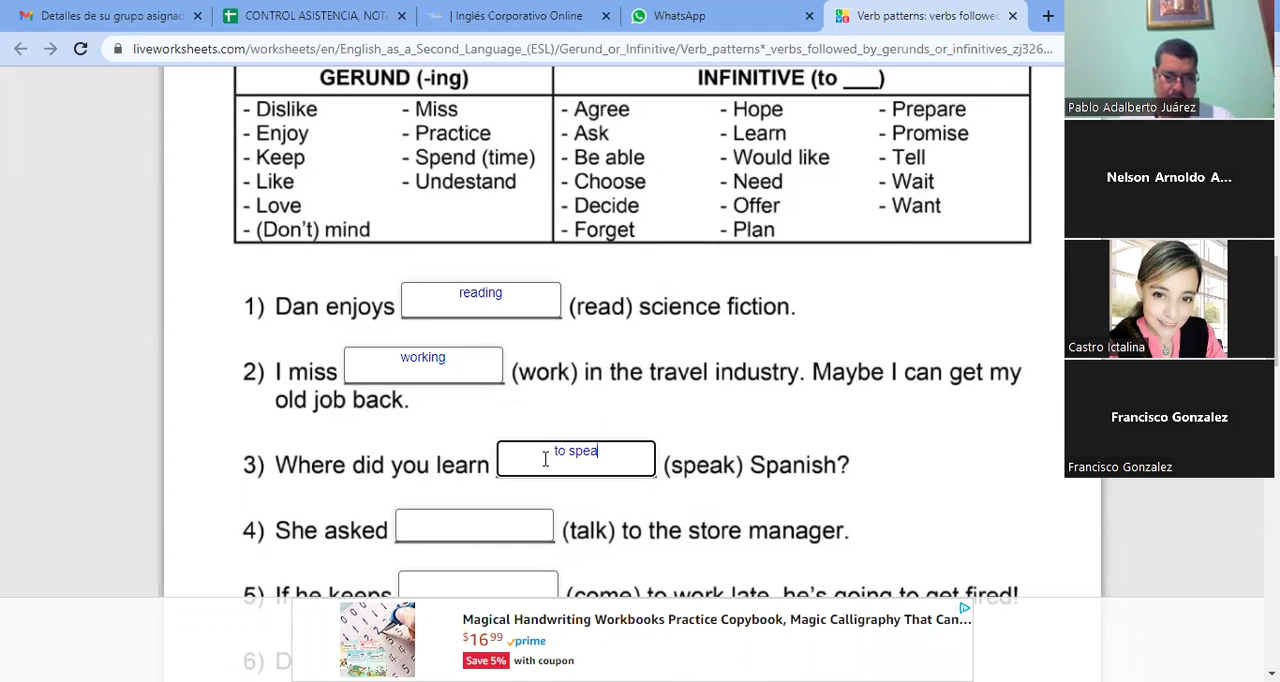 Detalles de su grupo asignad
CONTROL ASISTENCIA, NOTA
Inglés Corporativo Online
WhatsApp
Verb patterns: verbs followed
liveworksheets.com/worksheets/en/English_as_a_Second_Language_(ESL)/Gerund_or_Infinitive/Verb_patterns*_verbs_followed_by_gerunds_or_infinitives_zj326...
GERUND (-ing) INFINITIVE (to ___)
- Dislike - Miss - Agree - Hope - Prepare
- Enjoy - Practice - Ask - Learn - Promise
- Keep - Spend (time) - Be able - Would like - Tell
- Like - Undestand - Choose - Need - Wait
- Love - Decide - Offer - Want
- (Don't) mind - Forget - Plan
1) Dan enjoys reading (read) science fiction.
2) I miss working (work) in the travel industry. Maybe I can get my
old job back.
3) Where did you learn to spea (speak) Spanish?
4) She asked (talk) to the store manager.
5) If he keeps (come) to work late, he's going to get fired!
6) D
Magical Handwriting Workbooks Practice Copybook, Magic Calligraphy That Can...
$16 99 prime
Save 5% with coupon
Pablo Adalberto Juárez
Nelson Arnoldo A...
Castro Ictalina
Francisco Gonzalez
Francisco Gonzalez